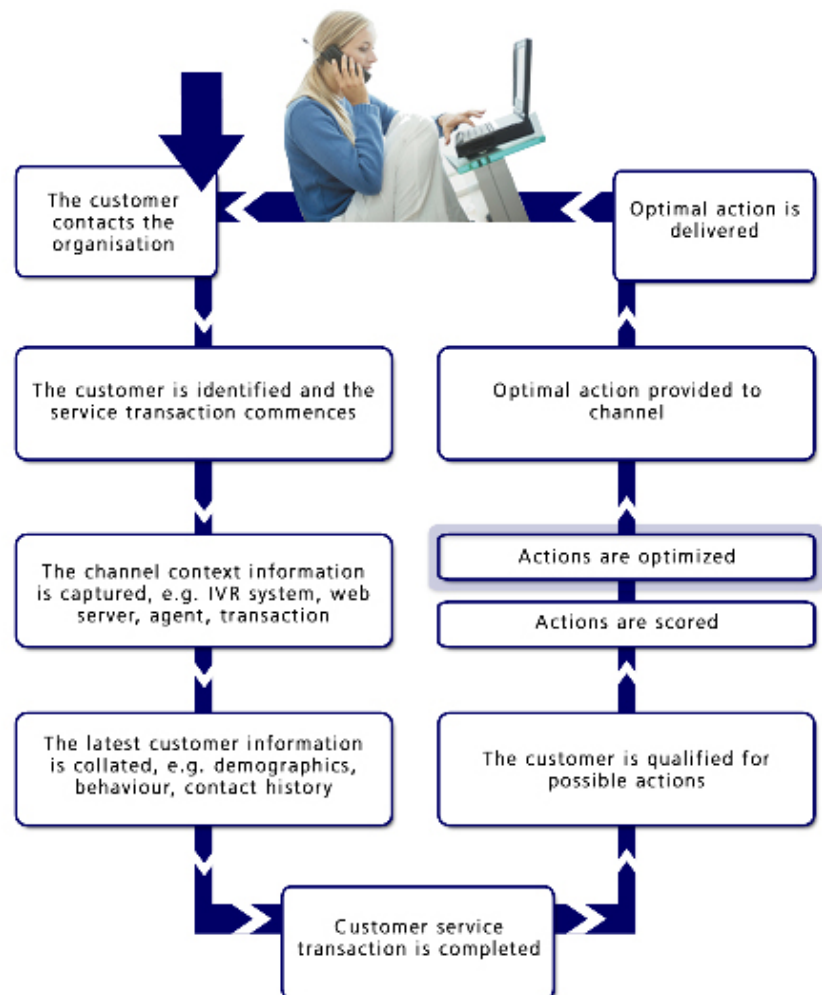 The customer
contacts the
organisation
The customer is identified and the
service transaction commences
The channel context information
is captured, e.g. IVR system, web
server, agent, transaction
The latest customer information
is collated, e.g. demographics,
behaviour, contact history
Customer service
transaction is completed
The customer is qualified for
possible actions
Actions are scored
Actions are optimized
Optimal action provided to
channel
Optimal action is
delivered